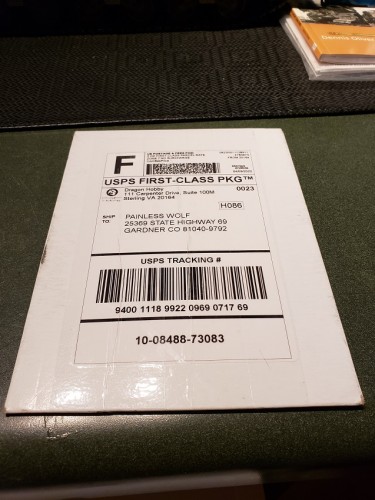 F
USPS FIRST-CLASS PKG™
Dragon Hobby
0023
111 Carpenter Drive, Suite 100M
Sterling VA 20164
H086
SHIP TO:
PAINLESS WOLF
25369 STATE HIGHWAY 69
GARDNER CO 81040-9792
USPS TRACKING #
9400 1118 9922 0969 0717 69
10-08488-73083